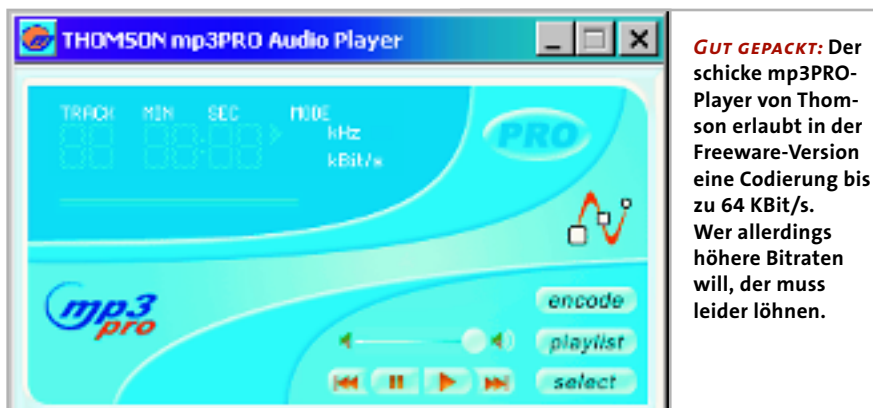 THOMSON mp3PRO Audio Player
TRACK MIN SEC MODE
kHz
kBit/s
PRO
mp3
pro
encode
playlist
select
GUT GEPACKT: Der
schicke mp3PRO-
Player von Thom-
son erlaubt in der
Freeware-Version
eine Codierung bis
zu 64 KBit/s.
Wer allerdings
höhere Bitraten
will, der muss
leider löhnen.